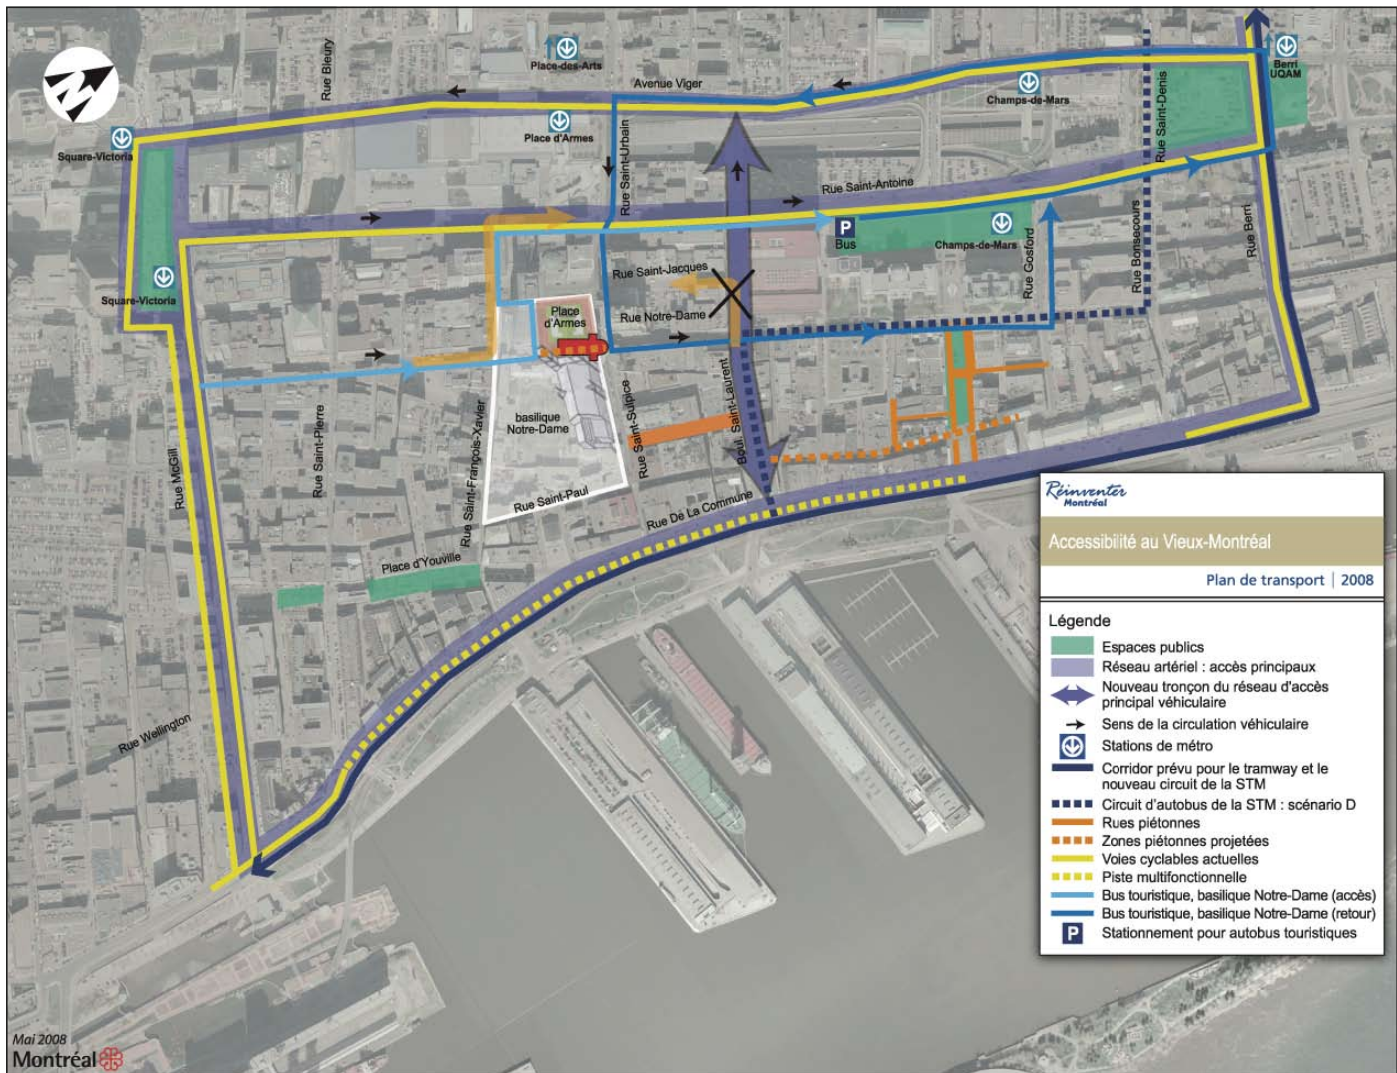 Rue Bleury
Place-des-Arts
Avenue Viger
Champs-de-Mars
Berri
UQAM
Rue Saint-Denis
Square-Victoria
Place d'Armes
Rue Saint-Urbain
Rue Saint-Antoine
P
Bus
Champs-de-Mars
Rue Gosford
Rue Bonsecours
Rue Berri
Square-Victoria
Rue Saint-Jacques
Place
d'Armes
Rue Notre-Dame
Rue McGill
Rue Saint-Pierre
Rue Saint-François-Xavier
basilique
Notre-Dame
Rue Saint-Sulpice
Boul. Saint-Laurent
Rue Saint-Paul
Rue De La Commune
Place d'Youville
Rue Wellington
Réinventer
Montréal
Accessibilité au Vieux-Montréal
Plan de transport | 2008
Légende
Espaces publics
Réseau artériel : accès principaux
Nouveau tronçon du réseau d'accès
principal véhiculaire
Sens de la circulation véhiculaire
Stations de métro
Corridor prévu pour le tramway et le
nouveau circuit de la STM
Circuit d'autobus de la STM : scénario D
Rues piétonnes
Zones piétonnes projetées
Voies cyclables actuelles
Piste multifonctionnelle
Bus touristique, basilique Notre-Dame (accès)
Bus touristique, basilique Notre-Dame (retour)
P Stationnement pour autobus touristiques
Mai 2008
Montréal